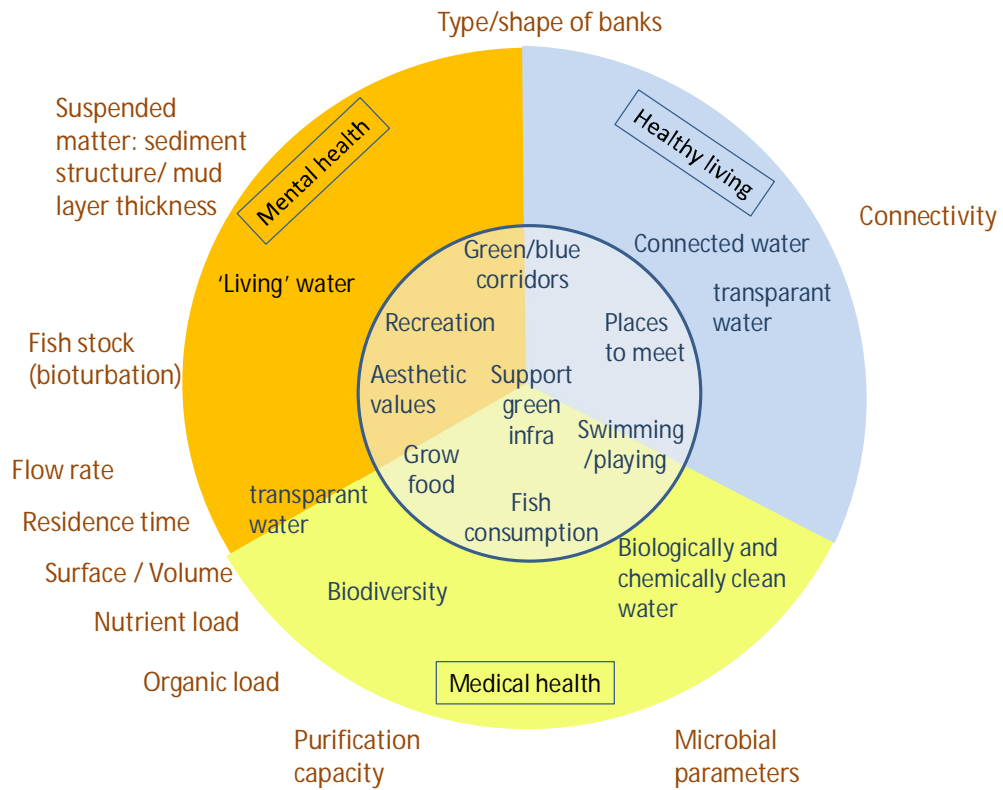 Type/shape of banks
Suspended
matter: sediment
structure/ mud
layer thickness
Mental health
Healthy living
Connectivity
Green/blue
corridors
Connected water
transparant
water
'Living' water
Recreation
Places
to meet
Fish stock
(bioturbation)
Aesthetic
values
Support
green
infra
Swimming
/playing
Grow
food
Flow rate
transparant
water
Fish
consumption
Residence time
Biologically and
chemically clean
water
Surface / Volume
Biodiversity
Nutrient load
Organic load
Medical health
Purification
capacity
Microbial
parameters